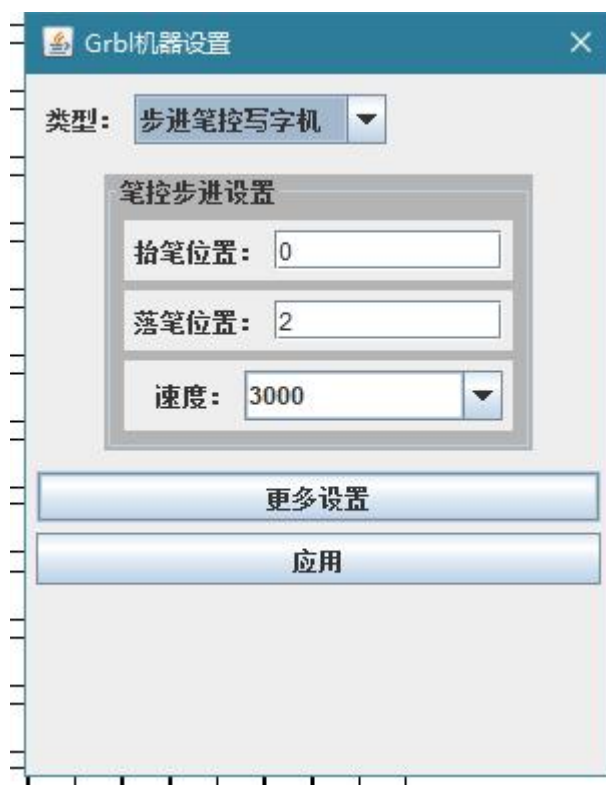 Grbl机器设置
类型： 步进笔控写字机
笔控步进设置
抬笔位置： 0
落笔位置： 2
速度： 3000
更多设置
应用